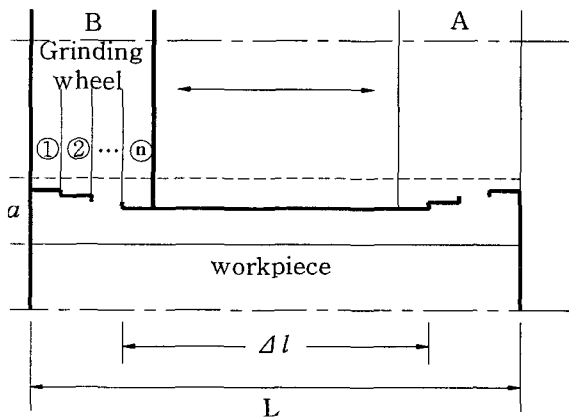 B A
Grinding
wheel
① ② ... ⓝ
a
workpiece
Δl
L